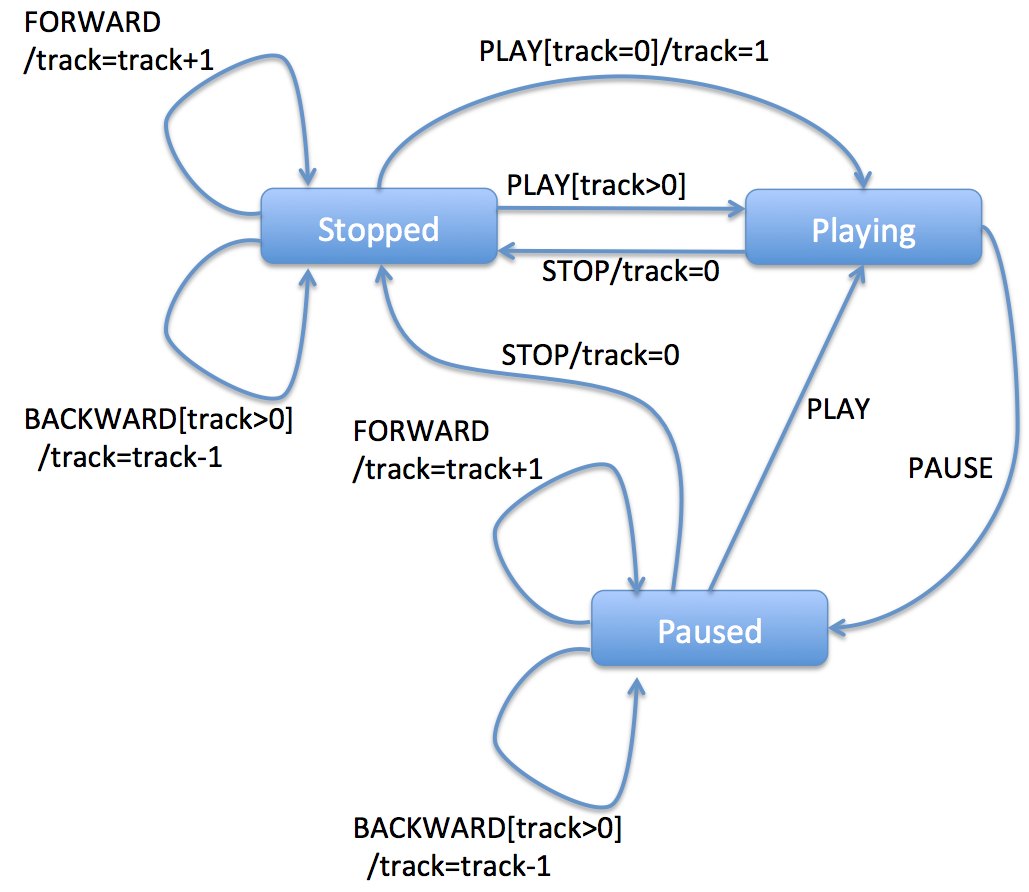 FORWARD
/track=track+1
PLAY[track=0]/track=1
PLAY[track>0]
Stopped
Playing
STOP/track=0
STOP/track=0
BACKWARD[track>0]
/track=track-1
PLAY
FORWARD
/track=track+1
PAUSE
Paused
BACKWARD[track>0]
/track=track-1